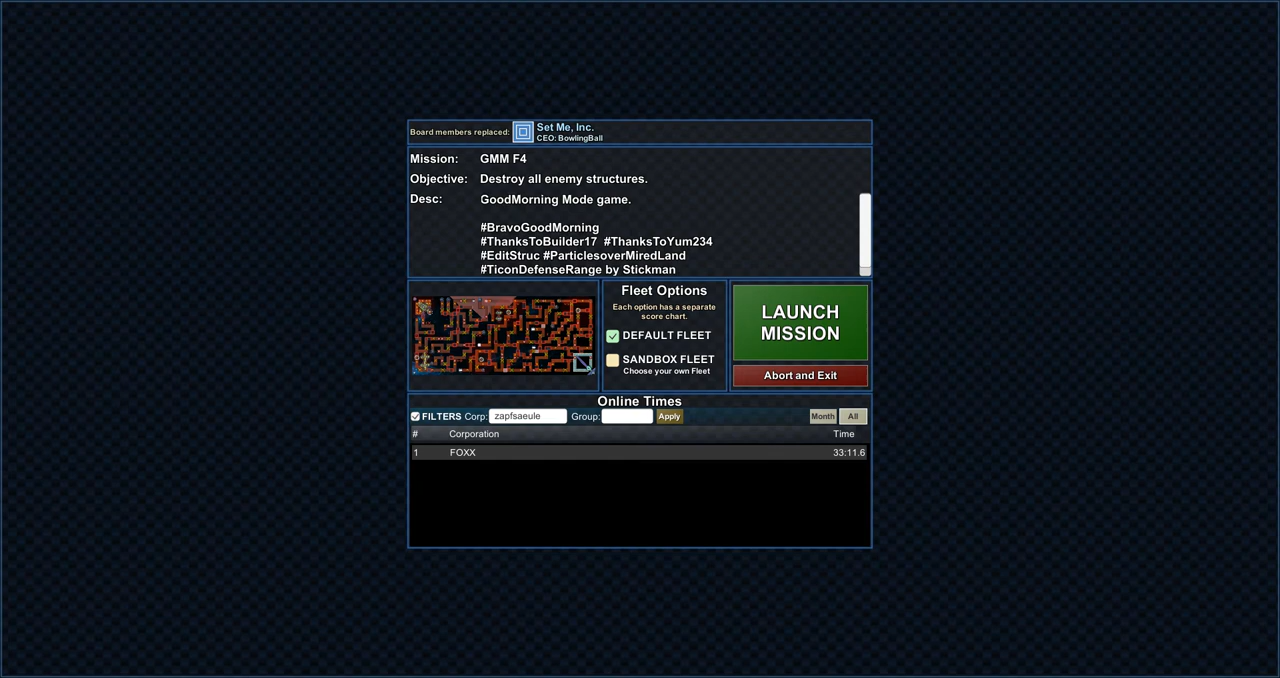 Board members replaced:
Set Me, Inc.
CEO: BowlingBall
Mission: GMM F4
Objective: Destroy all enemy structures.
Desc: GoodMorning Mode game.
#BravoGoodMorning
#ThanksToBuilder17 #ThanksToYum234
#EditStruc #ParticlesoverMiredLand
#TiconDefenseRange by Stickman
Fleet Options
Each option has a separate
score chart.
DEFAULT FLEET
SANDBOX FLEET
Choose your own Fleet
LAUNCH
MISSION
Abort and Exit
Online Times
FILTERS Corp: zapfsaeule Group: Apply Month All
# Corporation Time
1 FOXX 33:11.6